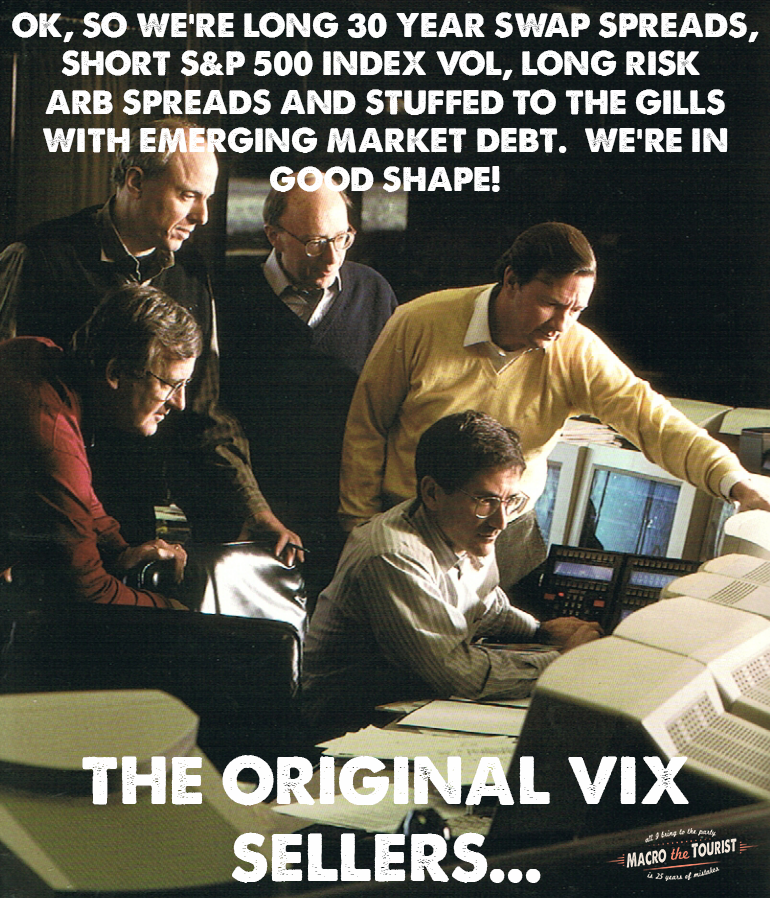 OK, SO WE'RE LONG 30 YEAR SWAP SPREADS,
SHORT S&P 500 INDEX VOL, LONG RISK
ARB SPREADS AND STUFFED TO THE GILLS
WITH EMERGING MARKET DEBT.  WE'RE IN
GOOD SHAPE!
THE ORIGINAL VIX
SELLERS...
all I bring to the party
MACRO the TOURIST
is 25 years of mistakes